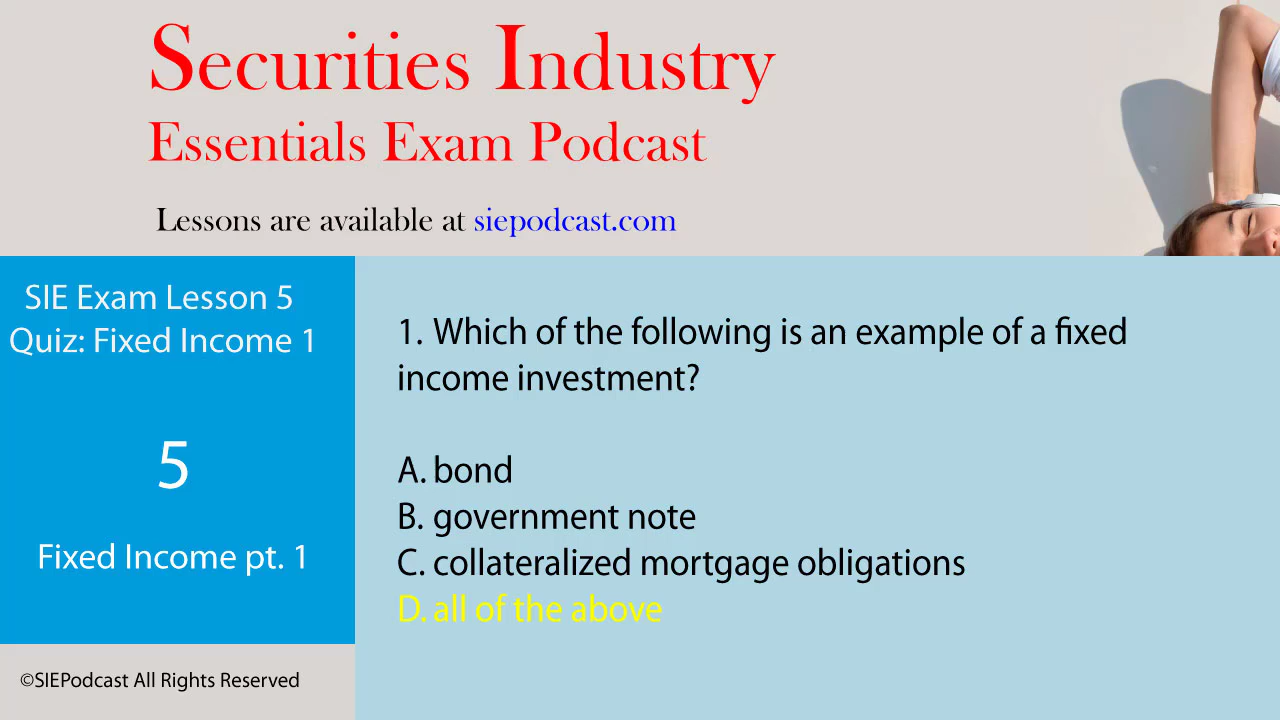 Securities Industry
Essentials Exam Podcast
Lessons are available at siepodcast.com
SIE Exam Lesson 5
Quiz: Fixed Income 1
5
Fixed Income pt. 1
©SIEPodcast All Rights Reserved
1. Which of the following is an example of a fixed
income investment?
A. bond
B. government note
C. collateralized mortgage obligations
D. all of the above